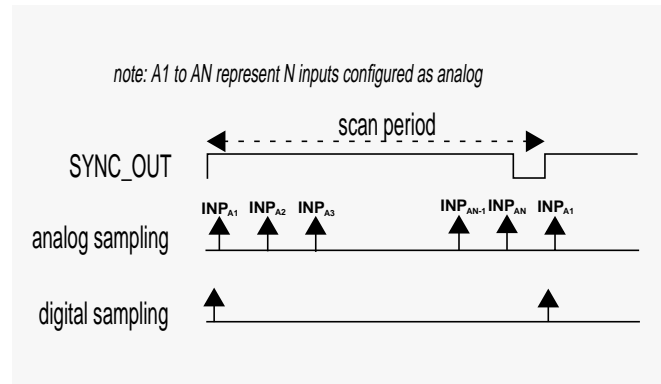 note: A1 to AN represent N inputs configured as analog
scan period
SYNC_OUT
INPA1 INPA2 INPA3 INPAN-1 INPAN INPA1
analog sampling
digital sampling